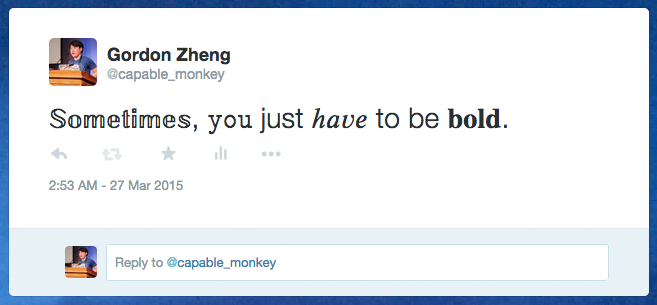 Gordon Zheng
@capable_monkey
𝕊𝕠𝕞𝕖𝕥𝕚𝕞𝕖𝕤, 𝚢𝚘𝚞 just 𝘩𝘢𝘷𝘦 to be 𝐛𝐨𝐥𝐝.
2:53 AM - 27 Mar 2015
Reply to @capable_monkey